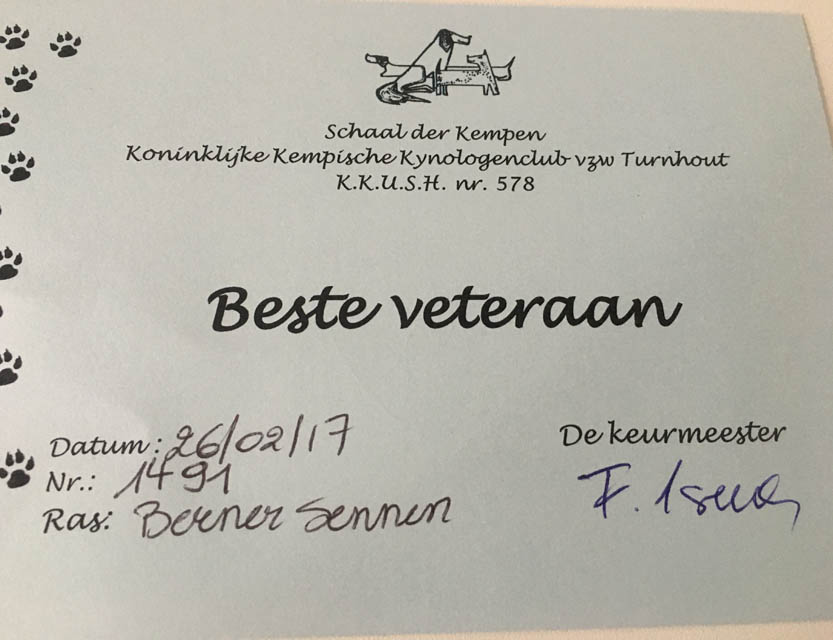 Schaal der Kempen
Koninklijke Kempische Kynologenclub vzw Turnhout
K.K.U.S.H. nr. 578
Beste veteraan
Datum: 26/02/17
Nr.: 1491
Ras: Berner Sennen
De keurmeester
F.